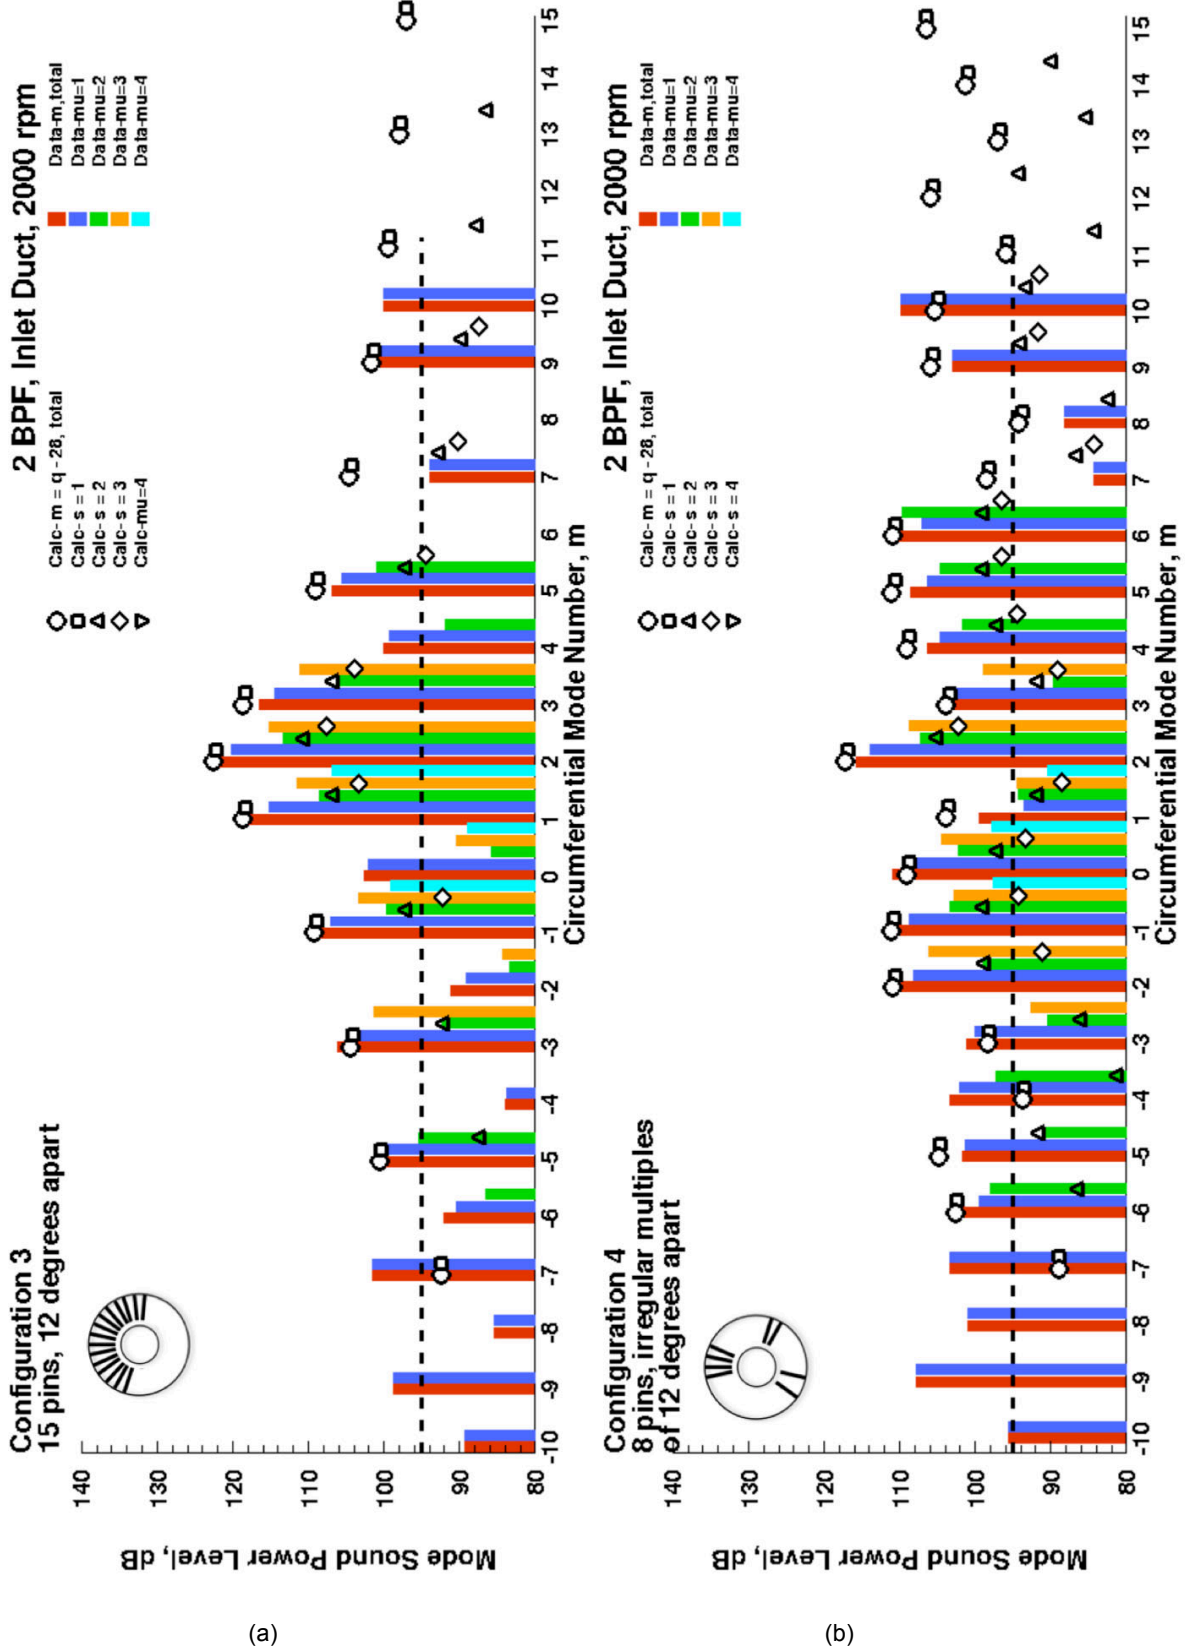 Configuration 3
15 pins, 12 degrees apart
2 BPF, Inlet Duct, 2000 rpm
Calc- m = q - 28, total
Calc- s = 1
Calc- s = 2
Calc- s = 3
Calc-mu=4
Data-m,total
Data-mu=1
Data-mu=2
Data-mu=3
Data-mu=4
Mode Sound Power Level, dB
140
130
120
110
100
90
80
-10 -9 -8 -7 -6 -5 -4 -3 -2 -1 0 1 2 3 4 5 6 7 8 9 10 11 12 13 14 15
Circumferential Mode Number, m
(a)
Configuration 4
8 pins, irregular multiples
of 12 degrees apart
2 BPF, Inlet Duct, 2000 rpm
Calc- m = q - 28, total
Calc- s = 1
Calc- s = 2
Calc- s = 3
Calc- s = 4
Data-m,total
Data-mu=1
Data-mu=2
Data-mu=3
Data-mu=4
Mode Sound Power Level, dB
140
130
120
110
100
90
80
-10 -9 -8 -7 -6 -5 -4 -3 -2 -1 0 1 2 3 4 5 6 7 8 9 10 11 12 13 14 15
Circumferential Mode Number, m
(b)